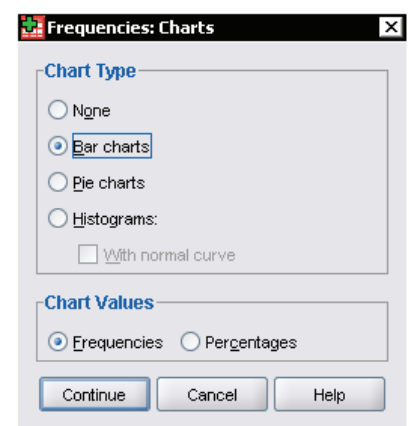 Frequencies: Charts
Chart Type
None
Bar charts
Pie charts
Histograms:
With normal curve
Chart Values
Frequencies Percentages
Continue Cancel Help